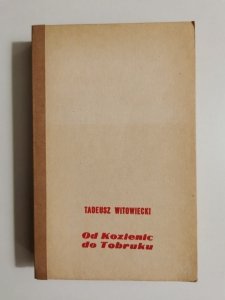 TADEUSZ WITOWIECKI
Od Kozienic
do Tobruku